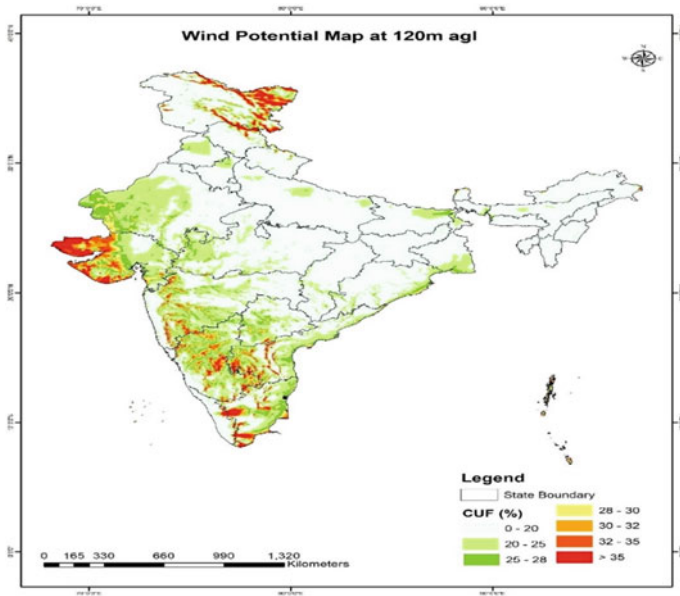 Wind Potential Map at 120m agl
N
Legend
State Boundary
CUF (%)
0 - 20
20 - 25
25 - 28
28 - 30
30 - 32
32 - 35
> 35
0 165 330 660 990 1,320
Kilometers